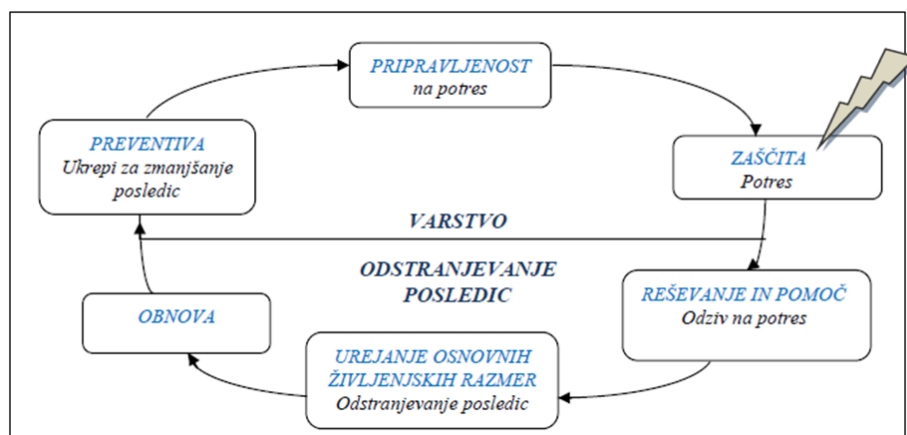 PRIPRAVLJENOST
na potres
PREVENTIVA
Ukrepi za zmanjšanje
posledic
ZAŠČITA
Potres
VARSTVO
ODSTRANJEVANJE
POSLEDIC
REŠEVANJE IN POMOČ
Odziv na potres
OBNOVA
UREJANJE OSNOVNIH
ŽIVLJENJSKIH RAZMER
Odstranjevanje posledic